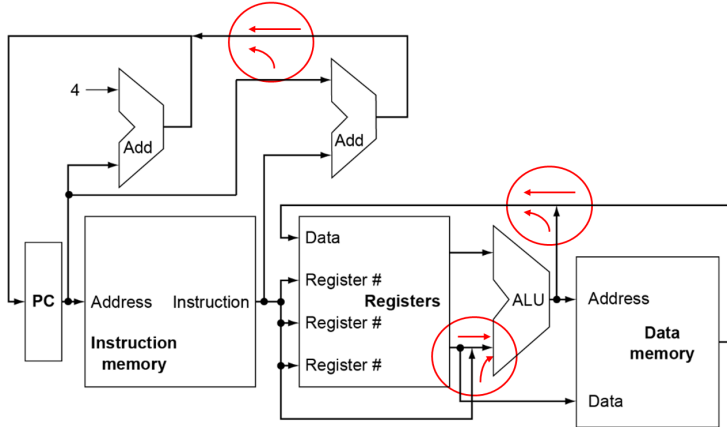 4
Add
Add
Data
PC
Address
Instruction
Instruction
memory
Register #
Registers
Register #
Register #
ALU
Address
Data
memory
Data